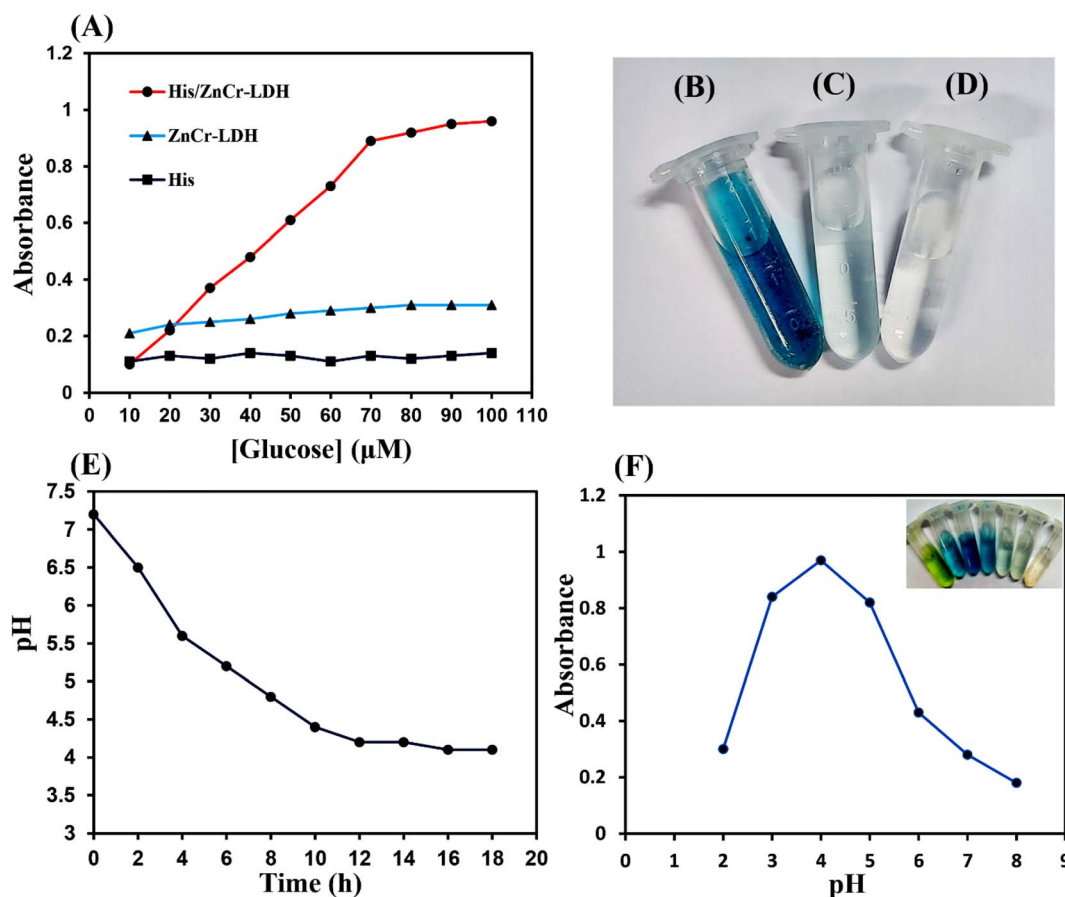 (A)
1.2
1
0.8
0.6
0.4
0.2
0
Absorbance
His/ZnCr-LDH
ZnCr-LDH
His
0 10 20 30 40 50 60 70 80 90 100 110
[Glucose] (µM)
(B) (C) (D)
(E)
7.5
7
6.5
6
5.5
5
4.5
4
3.5
3
pH
0 2 4 6 8 10 12 14 16 18 20
Time (h)
(F)
1.2
1
0.8
0.6
0.4
0.2
0
Absorbance
0 1 2 3 4 5 6 7 8 9
pH